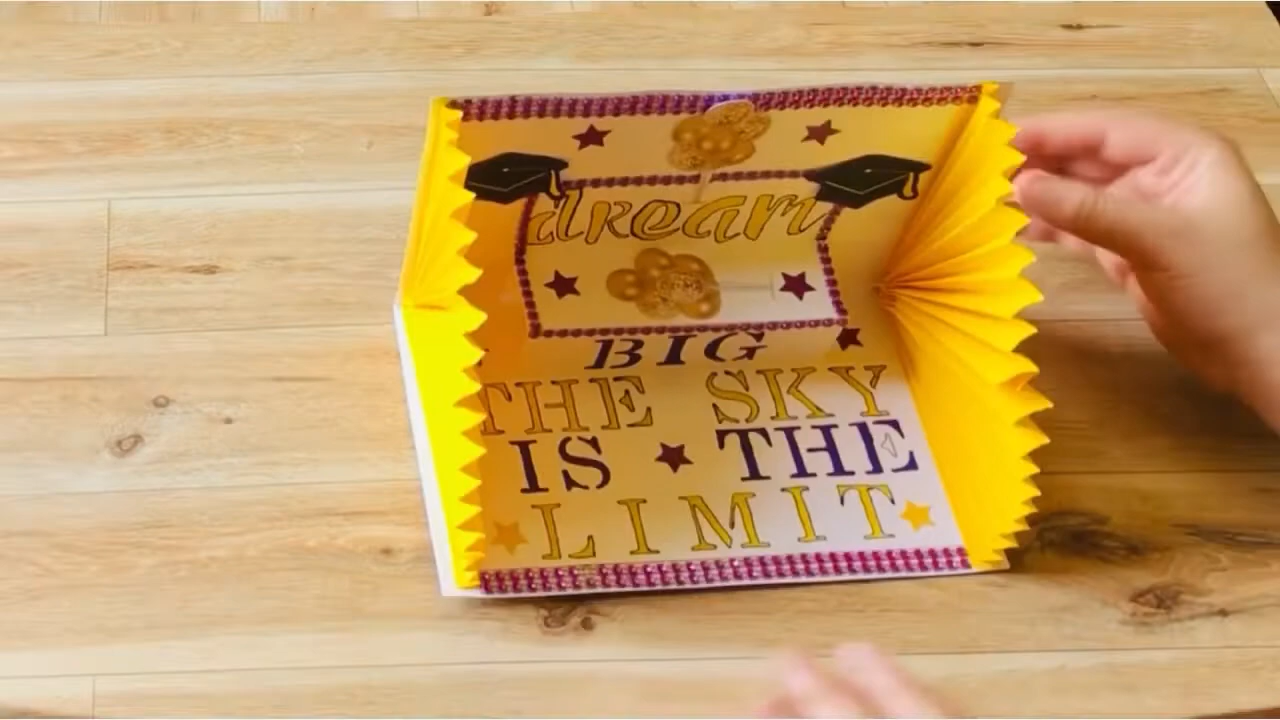 dream
BIG
THE SKY
IS THE
LIMIT